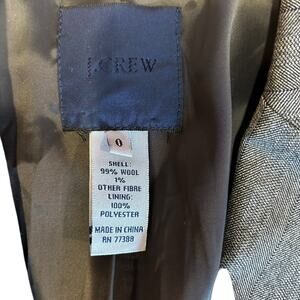 J.CREW
0
SHELL:
99% WOOL
1%
OTHER FIBRE
LINING:
100%
POLYESTER
MADE IN CHINA
RN 77388